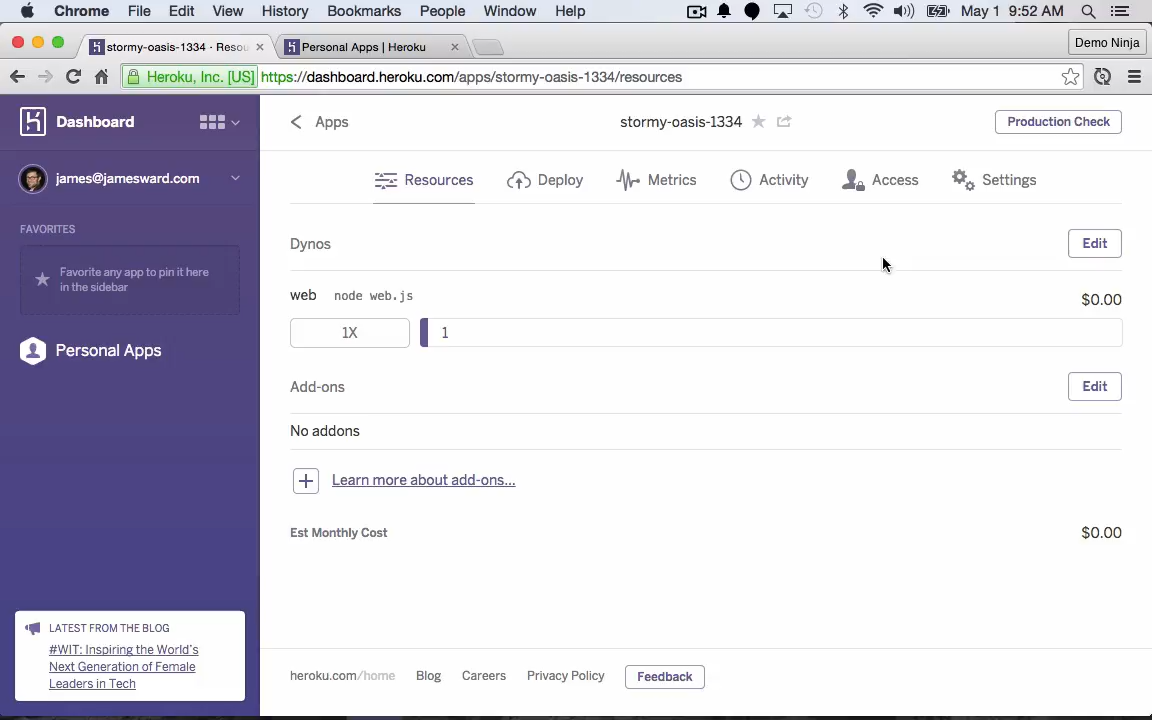 Chrome File Edit View History Bookmarks People Window Help May 1 9:52 AM
stormy-oasis-1334 · Resou Personal Apps | Heroku Demo Ninja
Heroku, Inc. [US] https://dashboard.heroku.com/apps/stormy-oasis-1334/resources
Dashboard
Apps
stormy-oasis-1334
Production Check
james@jamesward.com
Resources Deploy Metrics Activity Access Settings
FAVORITES
Favorite any app to pin it here
in the sidebar
Personal Apps
Dynos Edit
web node web.js $0.00
1X 1
Add-ons Edit
No addons
Learn more about add-ons...
Est Monthly Cost $0.00
LATEST FROM THE BLOG
#WIT: Inspiring the World's
Next Generation of Female
Leaders in Tech
heroku.com/home Blog Careers Privacy Policy Feedback